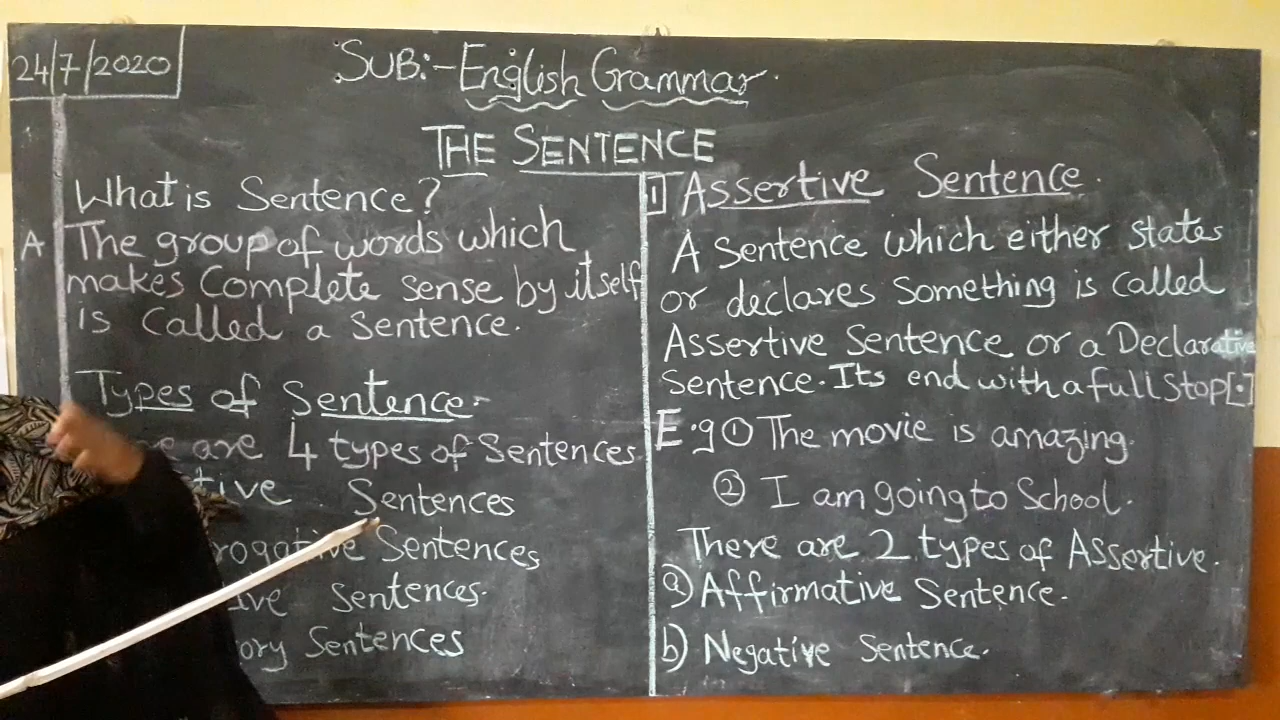 24/7/2020
SUB:- English Grammar.
THE SENTENCE
What is Sentence?
A The group of words which
makes Complete sense by itself
is Called a Sentence.
Types of Sentence-
are 4 types of Sentences.
Sentences
Sentences
Sentences.
Sentences
1] Assertive Sentence.
A Sentence which either states
or declares Something is Called
Assertive Sentence or a Declarative
Sentence. Its end with a full Stop[.]
E.g ① The movie is amazing.
② I am going to School.
There are 2 types of Assertive.
a) Affirmative Sentence.
b) Negative Sentence.